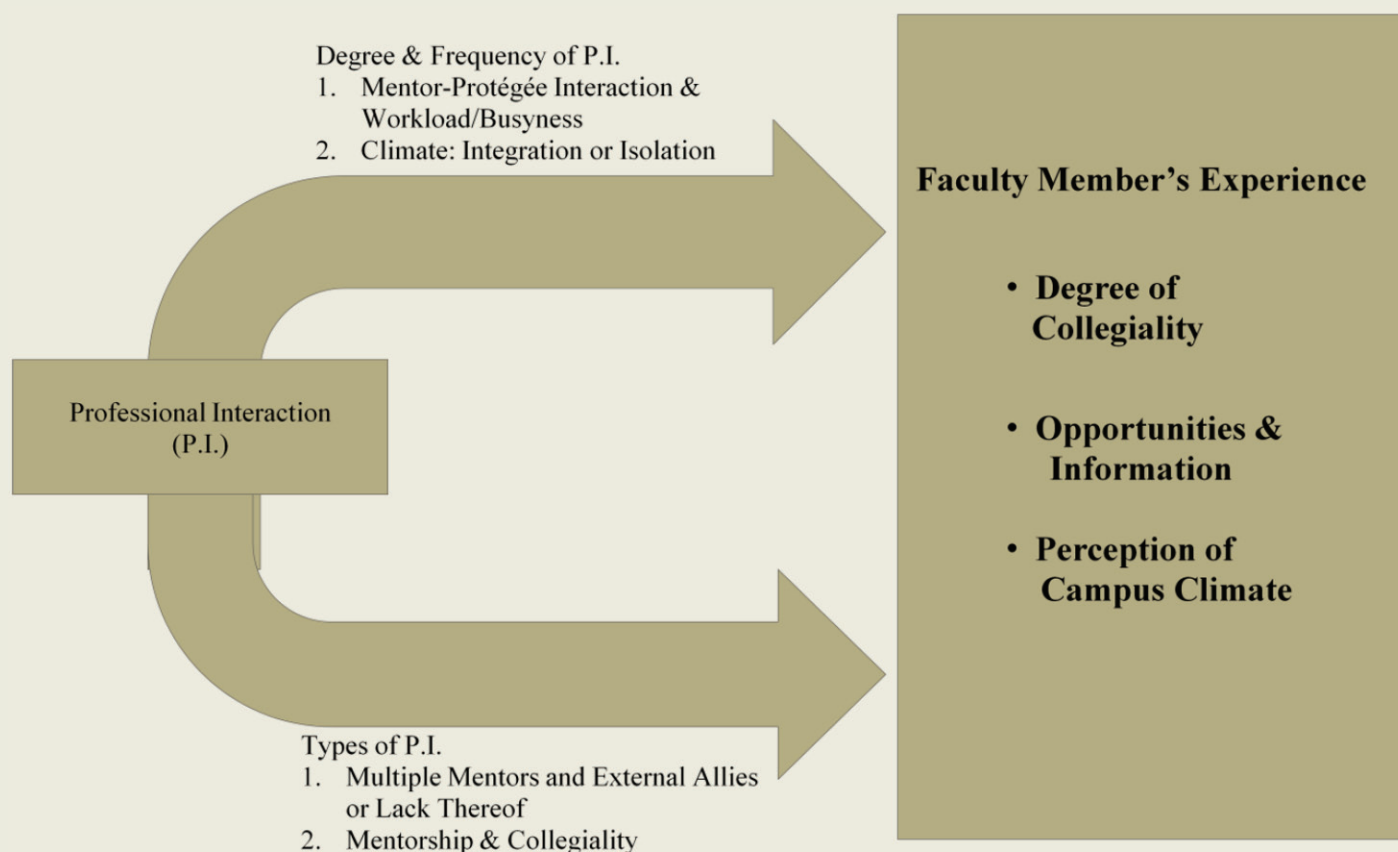 Degree & Frequency of P.I.
1. Mentor-Protégée Interaction &
Workload/Busyness
2. Climate: Integration or Isolation
Professional Interaction
(P.I.)
Types of P.I.
1. Multiple Mentors and External Allies
or Lack Thereof
2. Mentorship & Collegiality
Faculty Member’s Experience
• Degree of
Collegiality
• Opportunities &
Information
• Perception of
Campus Climate